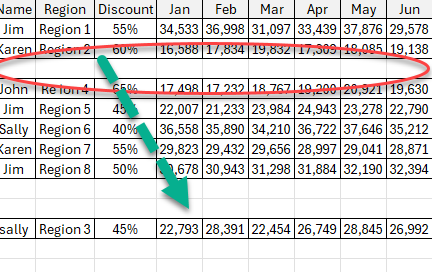 Name Region Discount Jan Feb Mar Apr May Jun
Jim Region 1 55% 34,533 36,998 31,097 33,439 37,876 29,578
Karen Region 2 60% 16,588 17,834 19,832 17,309 18,085 19,138
John Region 4 65% 17,498 17,232 18,767 19,200 20,921 19,630
Jim Region 5 45% 22,007 21,233 23,984 24,943 23,278 22,790
Sally Region 6 40% 36,558 35,890 34,210 36,722 37,646 35,212
Karen Region 7 55% 29,823 29,432 29,656 28,997 29,041 28,871
Jim Region 8 50% 30,678 30,943 31,298 31,884 32,190 32,394
sally Region 3 45% 22,793 28,391 22,454 26,749 28,845 26,992